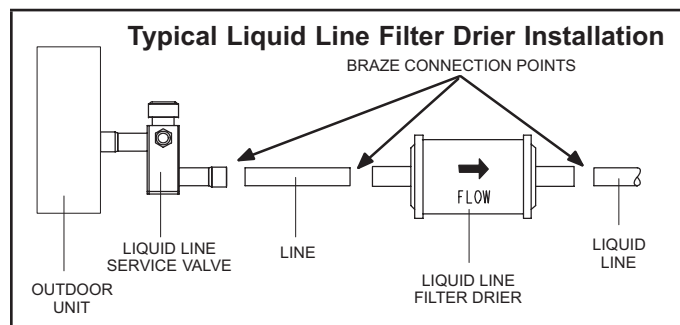 Typical Liquid Line Filter Drier Installation
BRAZE CONNECTION POINTS
FLOW
LIQUID LINE
SERVICE VALVE
LINE
LIQUID
LINE
OUTDOOR
UNIT
LIQUID LINE
FILTER DRIER